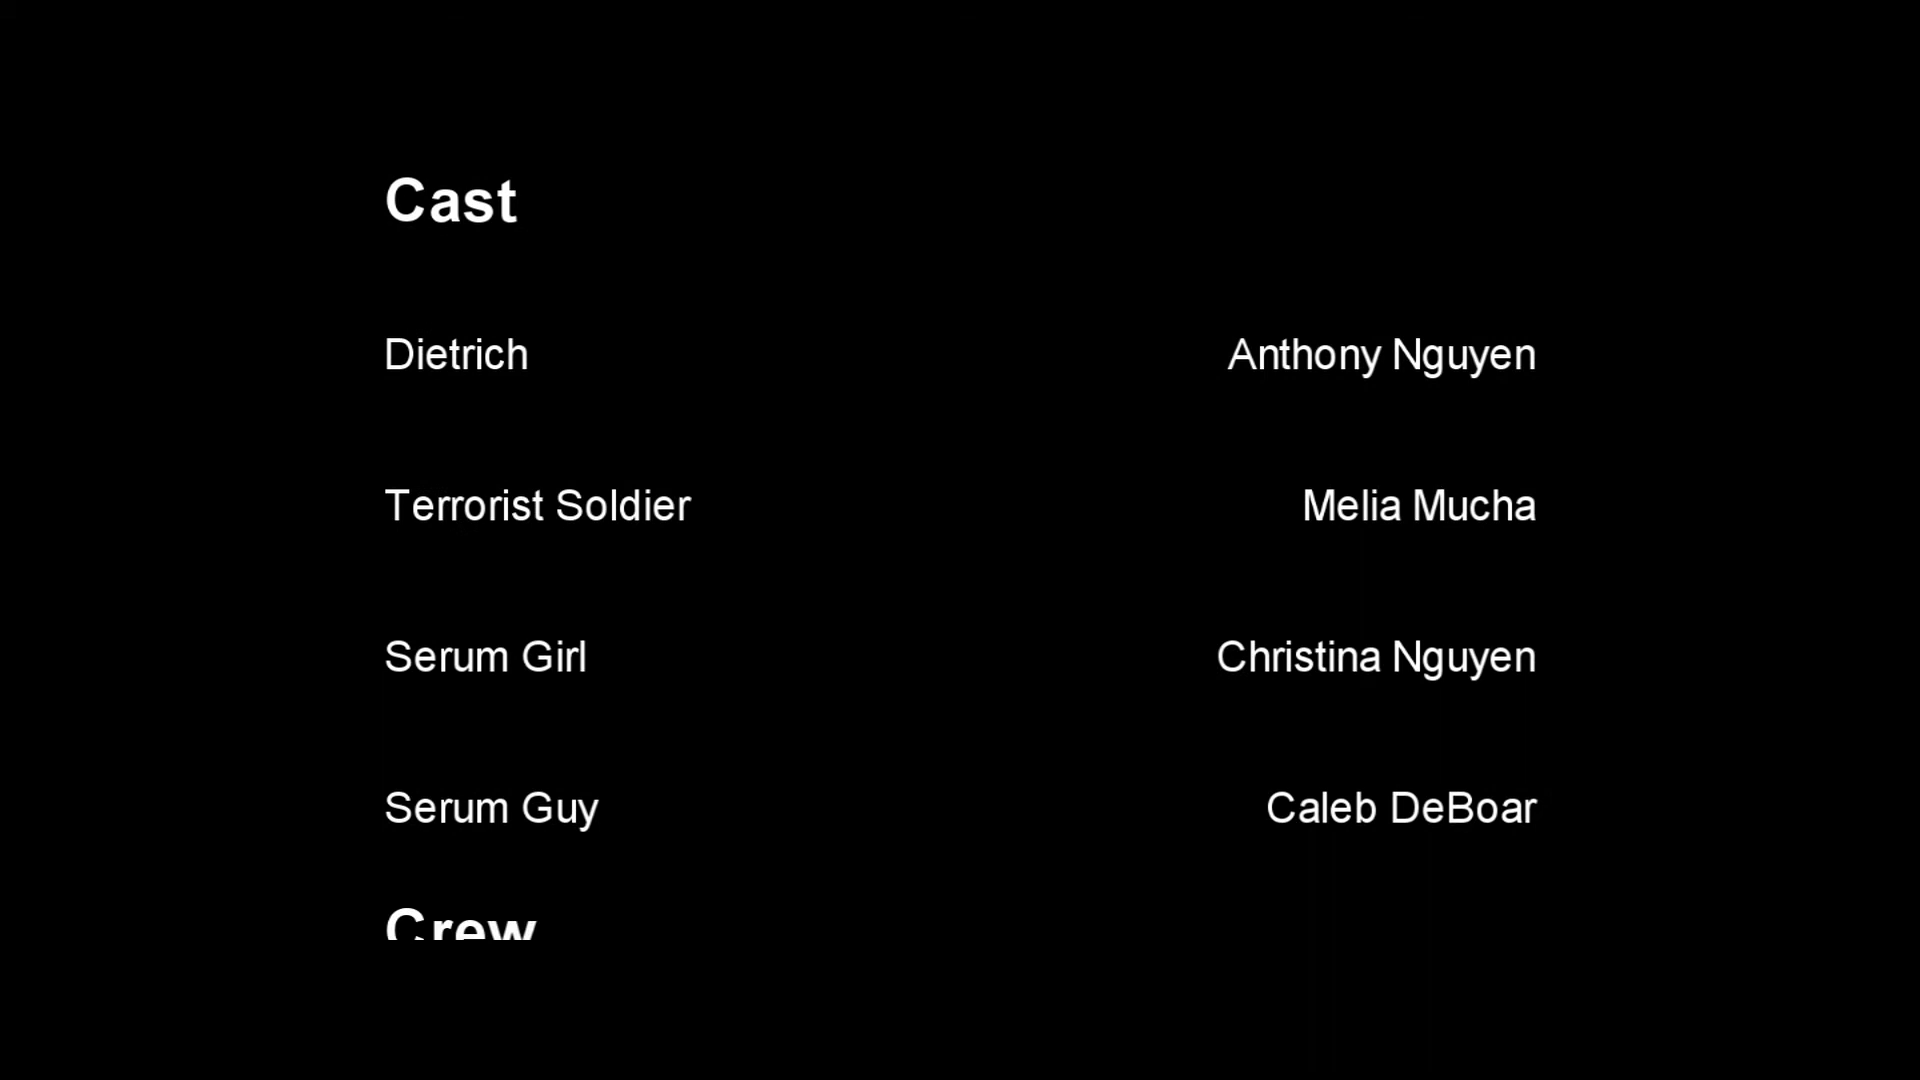 Cast
Dietrich Anthony Nguyen
Terrorist Soldier Melia Mucha
Serum Girl Christina Nguyen
Serum Guy Caleb DeBoar
Crew